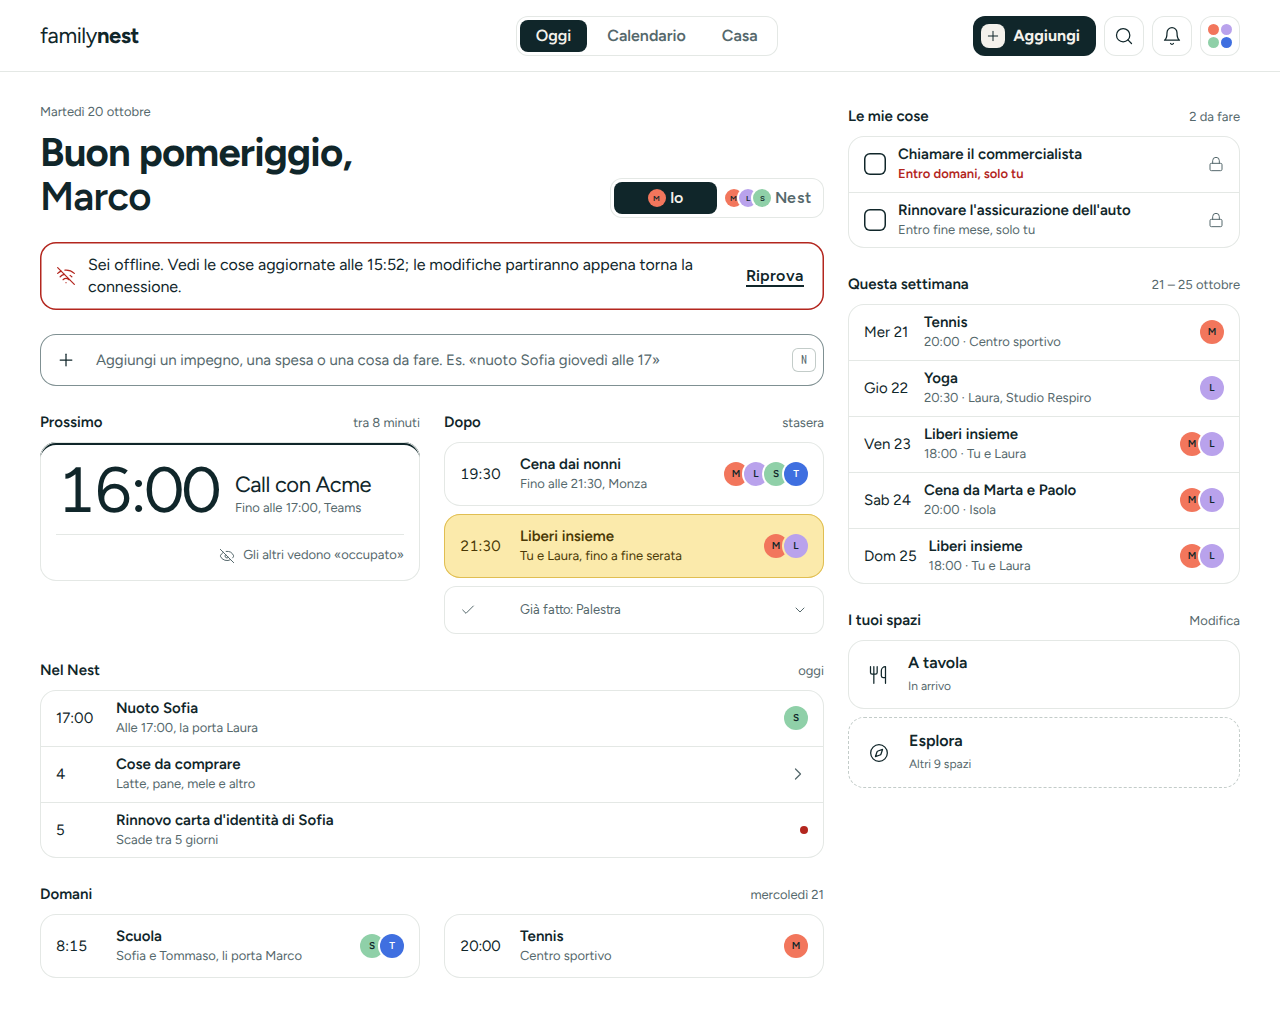 familynest
Oggi
Calendario
Casa
Aggiungi
Martedì 20 ottobre
Buon pomeriggio,
Marco
M Io
M L S Nest
Sei offline. Vedi le cose aggiornate alle 15:52; le modifiche partiranno appena torna la
connessione.
Riprova
Aggiungi un impegno, una spesa o una cosa da fare. Es. «nuoto Sofia giovedì alle 17»
N
Prossimo
tra 8 minuti
16:00
Call con Acme
Fino alle 17:00, Teams
Gli altri vedono «occupato»
Dopo
stasera
19:30
Cena dai nonni
Fino alle 21:30, Monza
M L S T
21:30
Liberi insieme
Tu e Laura, fino a fine serata
M L
Già fatto: Palestra
Nel Nest
oggi
17:00
Nuoto Sofia
Alle 17:00, la porta Laura
S
4
Cose da comprare
Latte, pane, mele e altro
5
Rinnovo carta d'identità di Sofia
Scade tra 5 giorni
Domani
mercoledì 21
8:15
Scuola
Sofia e Tommaso, li porta Marco
S T
20:00
Tennis
Centro sportivo
M
Le mie cose
2 da fare
Chiamare il commercialista
Entro domani, solo tu
Rinnovare l'assicurazione dell'auto
Entro fine mese, solo tu
Questa settimana
21 – 25 ottobre
Mer 21
Tennis
20:00 · Centro sportivo
M
Gio 22
Yoga
20:30 · Laura, Studio Respiro
L
Ven 23
Liberi insieme
18:00 · Tu e Laura
M L
Sab 24
Cena da Marta e Paolo
20:00 · Isola
M L
Dom 25
Liberi insieme
18:00 · Tu e Laura
M L
I tuoi spazi
Modifica
A tavola
In arrivo
Esplora
Altri 9 spazi